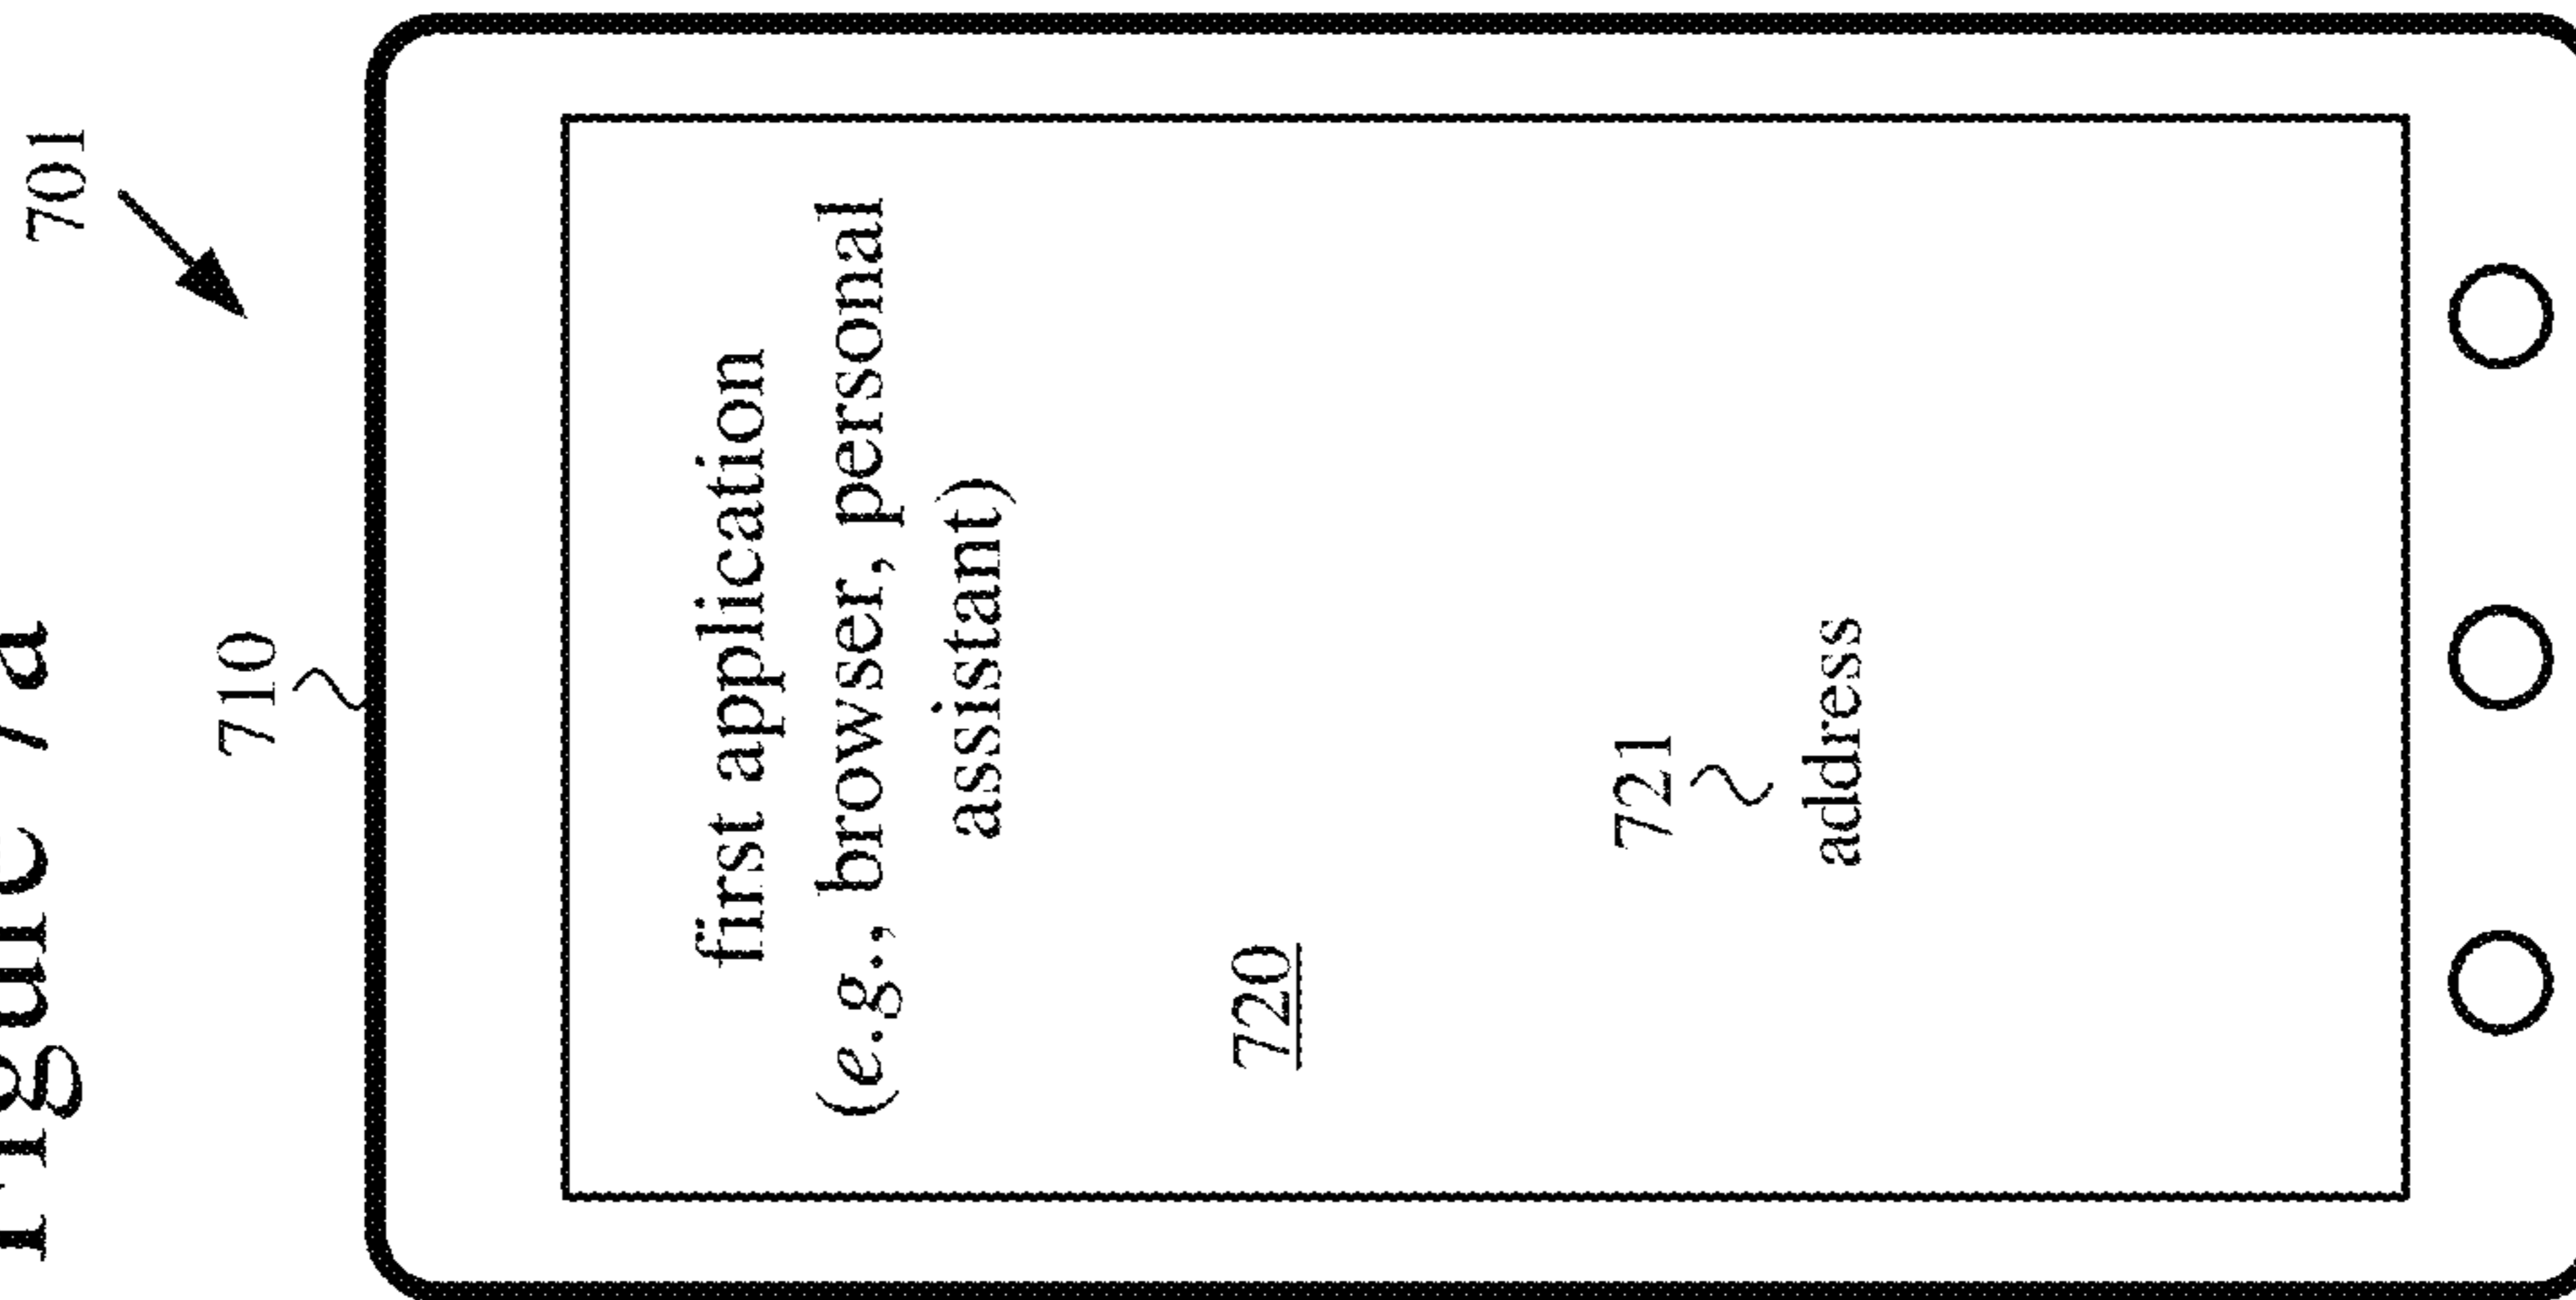 Figure 7a
701
710
first application
(e.g., browser, personal
assistant)
720
721
address